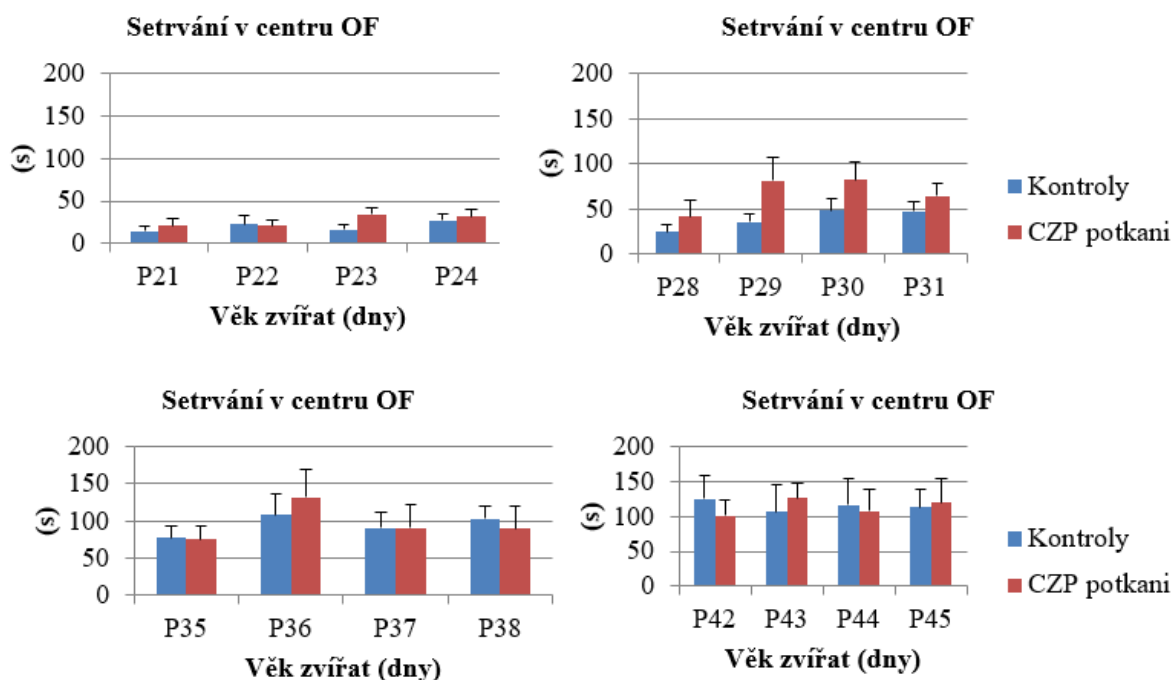 Setrvání v centru OF
200
150
100
50
0
(s)
P21 P22 P23 P24
Věk zvířat (dny)
Setrvání v centru OF
200
150
100
50
0
(s)
P28 P29 P30 P31
Věk zvířat (dny)
Kontroly
CZP potkani
Setrvání v centru OF
200
150
100
50
0
(s)
P35 P36 P37 P38
Věk zvířat (dny)
Setrvání v centru OF
200
150
100
50
0
(s)
P42 P43 P44 P45
Věk zvířat (dny)
Kontroly
CZP potkani